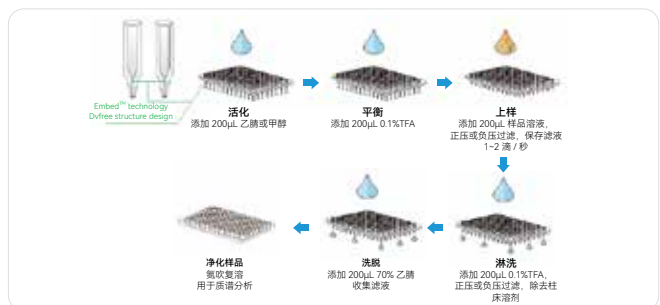 Embed™ technology
Dvfree structure design
活化
添加 200μL 乙腈或甲醇
平衡
添加 200μL 0.1%TFA
上样
添加 200μL 样品溶液，
正压或负压过滤，保存滤液
1~2 滴 / 秒
净化样品
氮吹复溶
用于质谱分析
洗脱
添加 200μL 70% 乙腈
收集滤液
淋洗
添加 200μL 0.1%TFA，
正压或负压过滤，除去柱
床溶剂